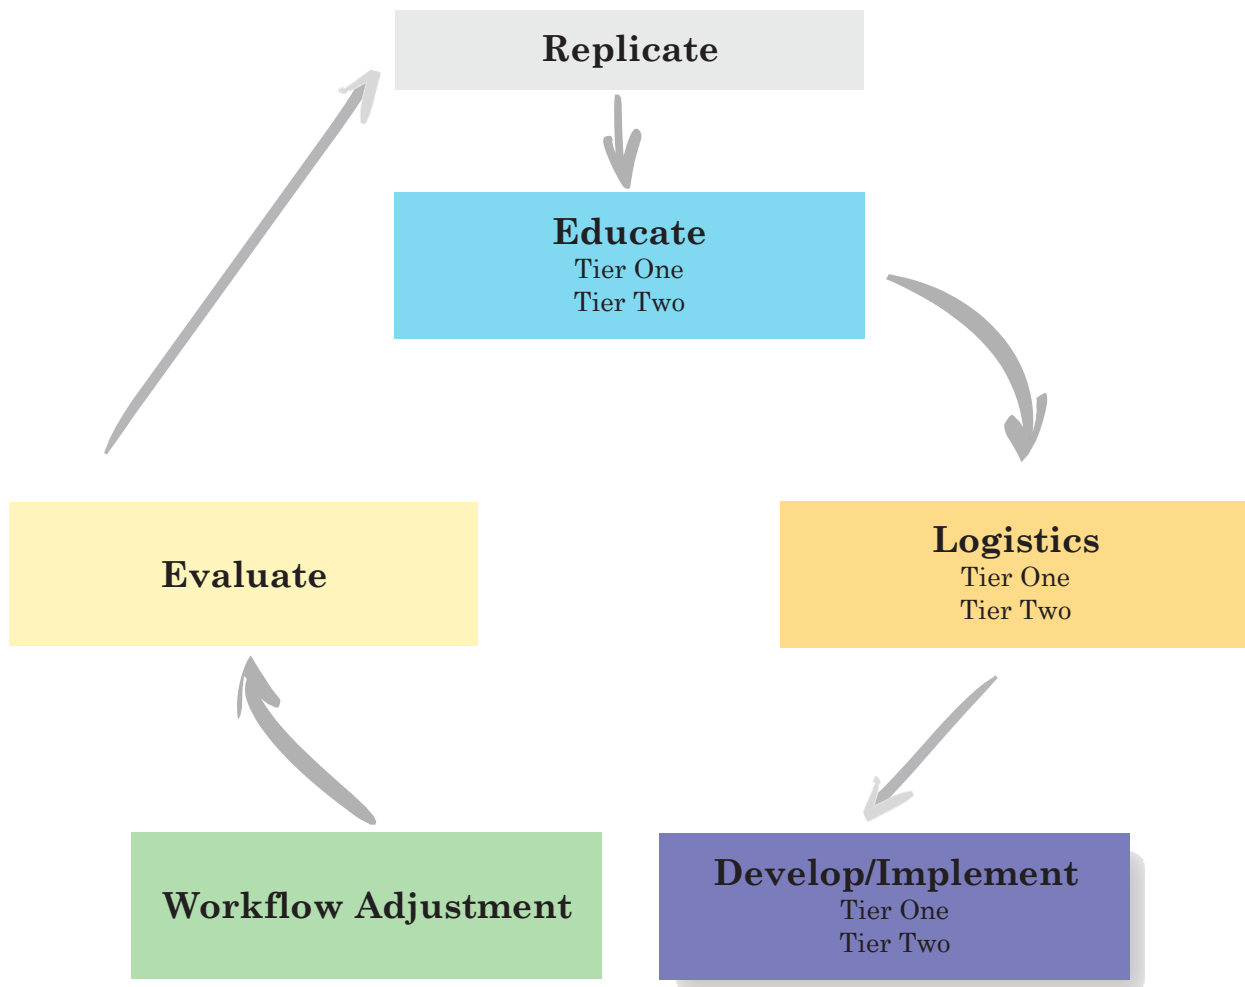 Replicate
Educate
Tier One
Tier Two
Evaluate
Logistics
Tier One
Tier Two
Workflow Adjustment
Develop/Implement
Tier One
Tier Two